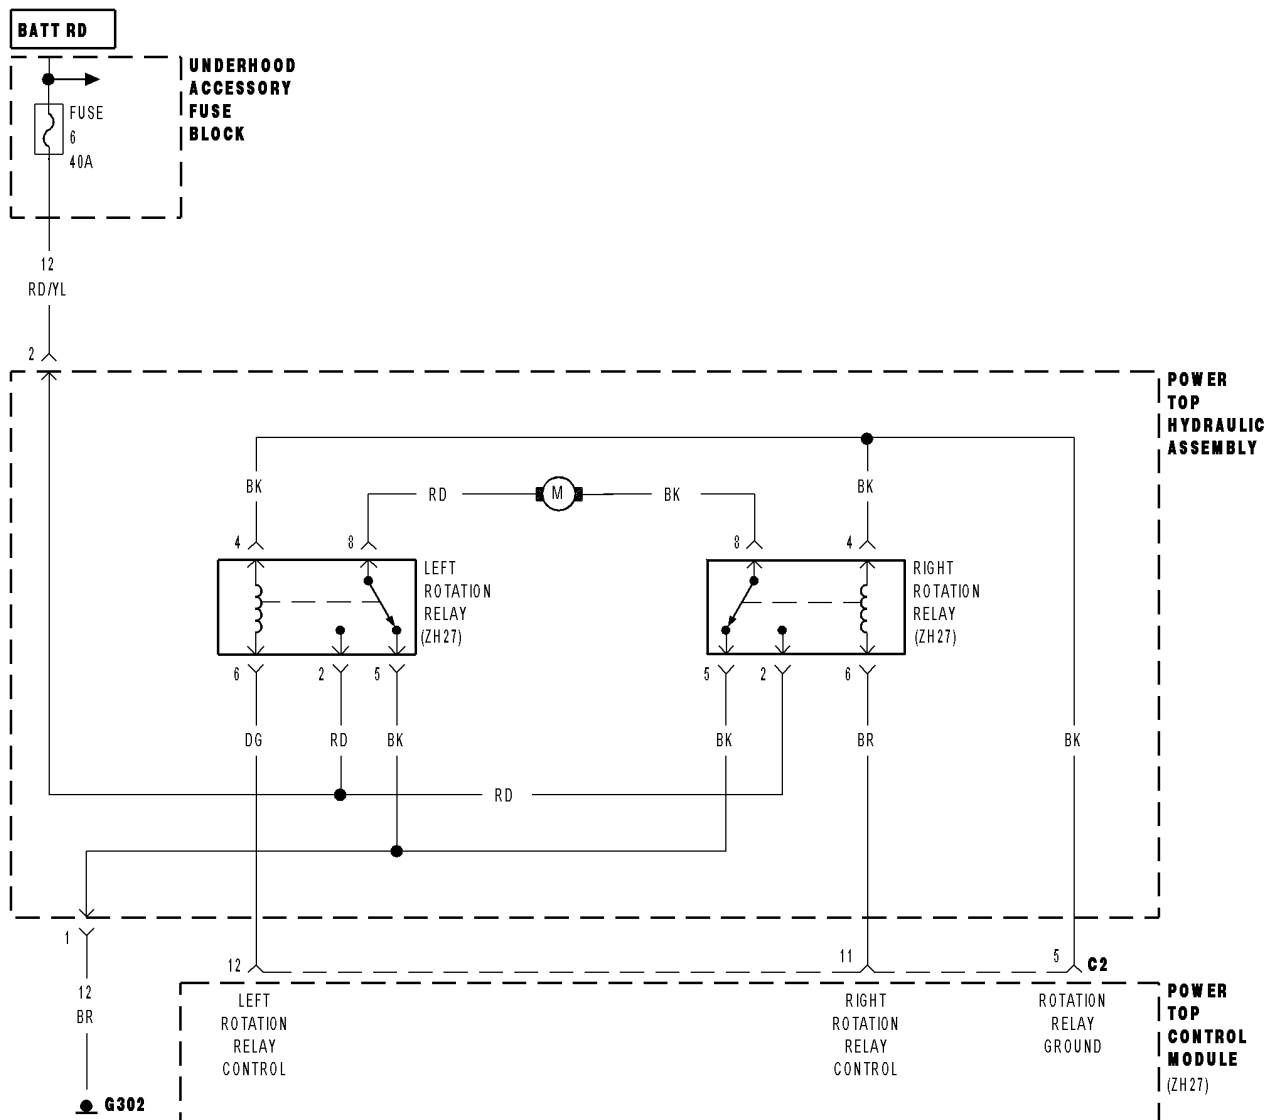 BATT RD
UNDERHOOD
ACCESSORY
FUSE
BLOCK
FUSE
6
40A
12
RD/YL
2
POWER
TOP
HYDRAULIC
ASSEMBLY
BK
RD
M
BK
BK
4
8
8
4
LEFT
ROTATION
RELAY
(ZH27)
RIGHT
ROTATION
RELAY
(ZH27)
6
2
5
5
2
6
DG
RD
BK
BK
BR
BK
RD
1
12
11
5
C2
12
BR
G302
LEFT
ROTATION
RELAY
CONTROL
RIGHT
ROTATION
RELAY
CONTROL
ROTATION
RELAY
GROUND
POWER
TOP
CONTROL
MODULE
(ZH27)